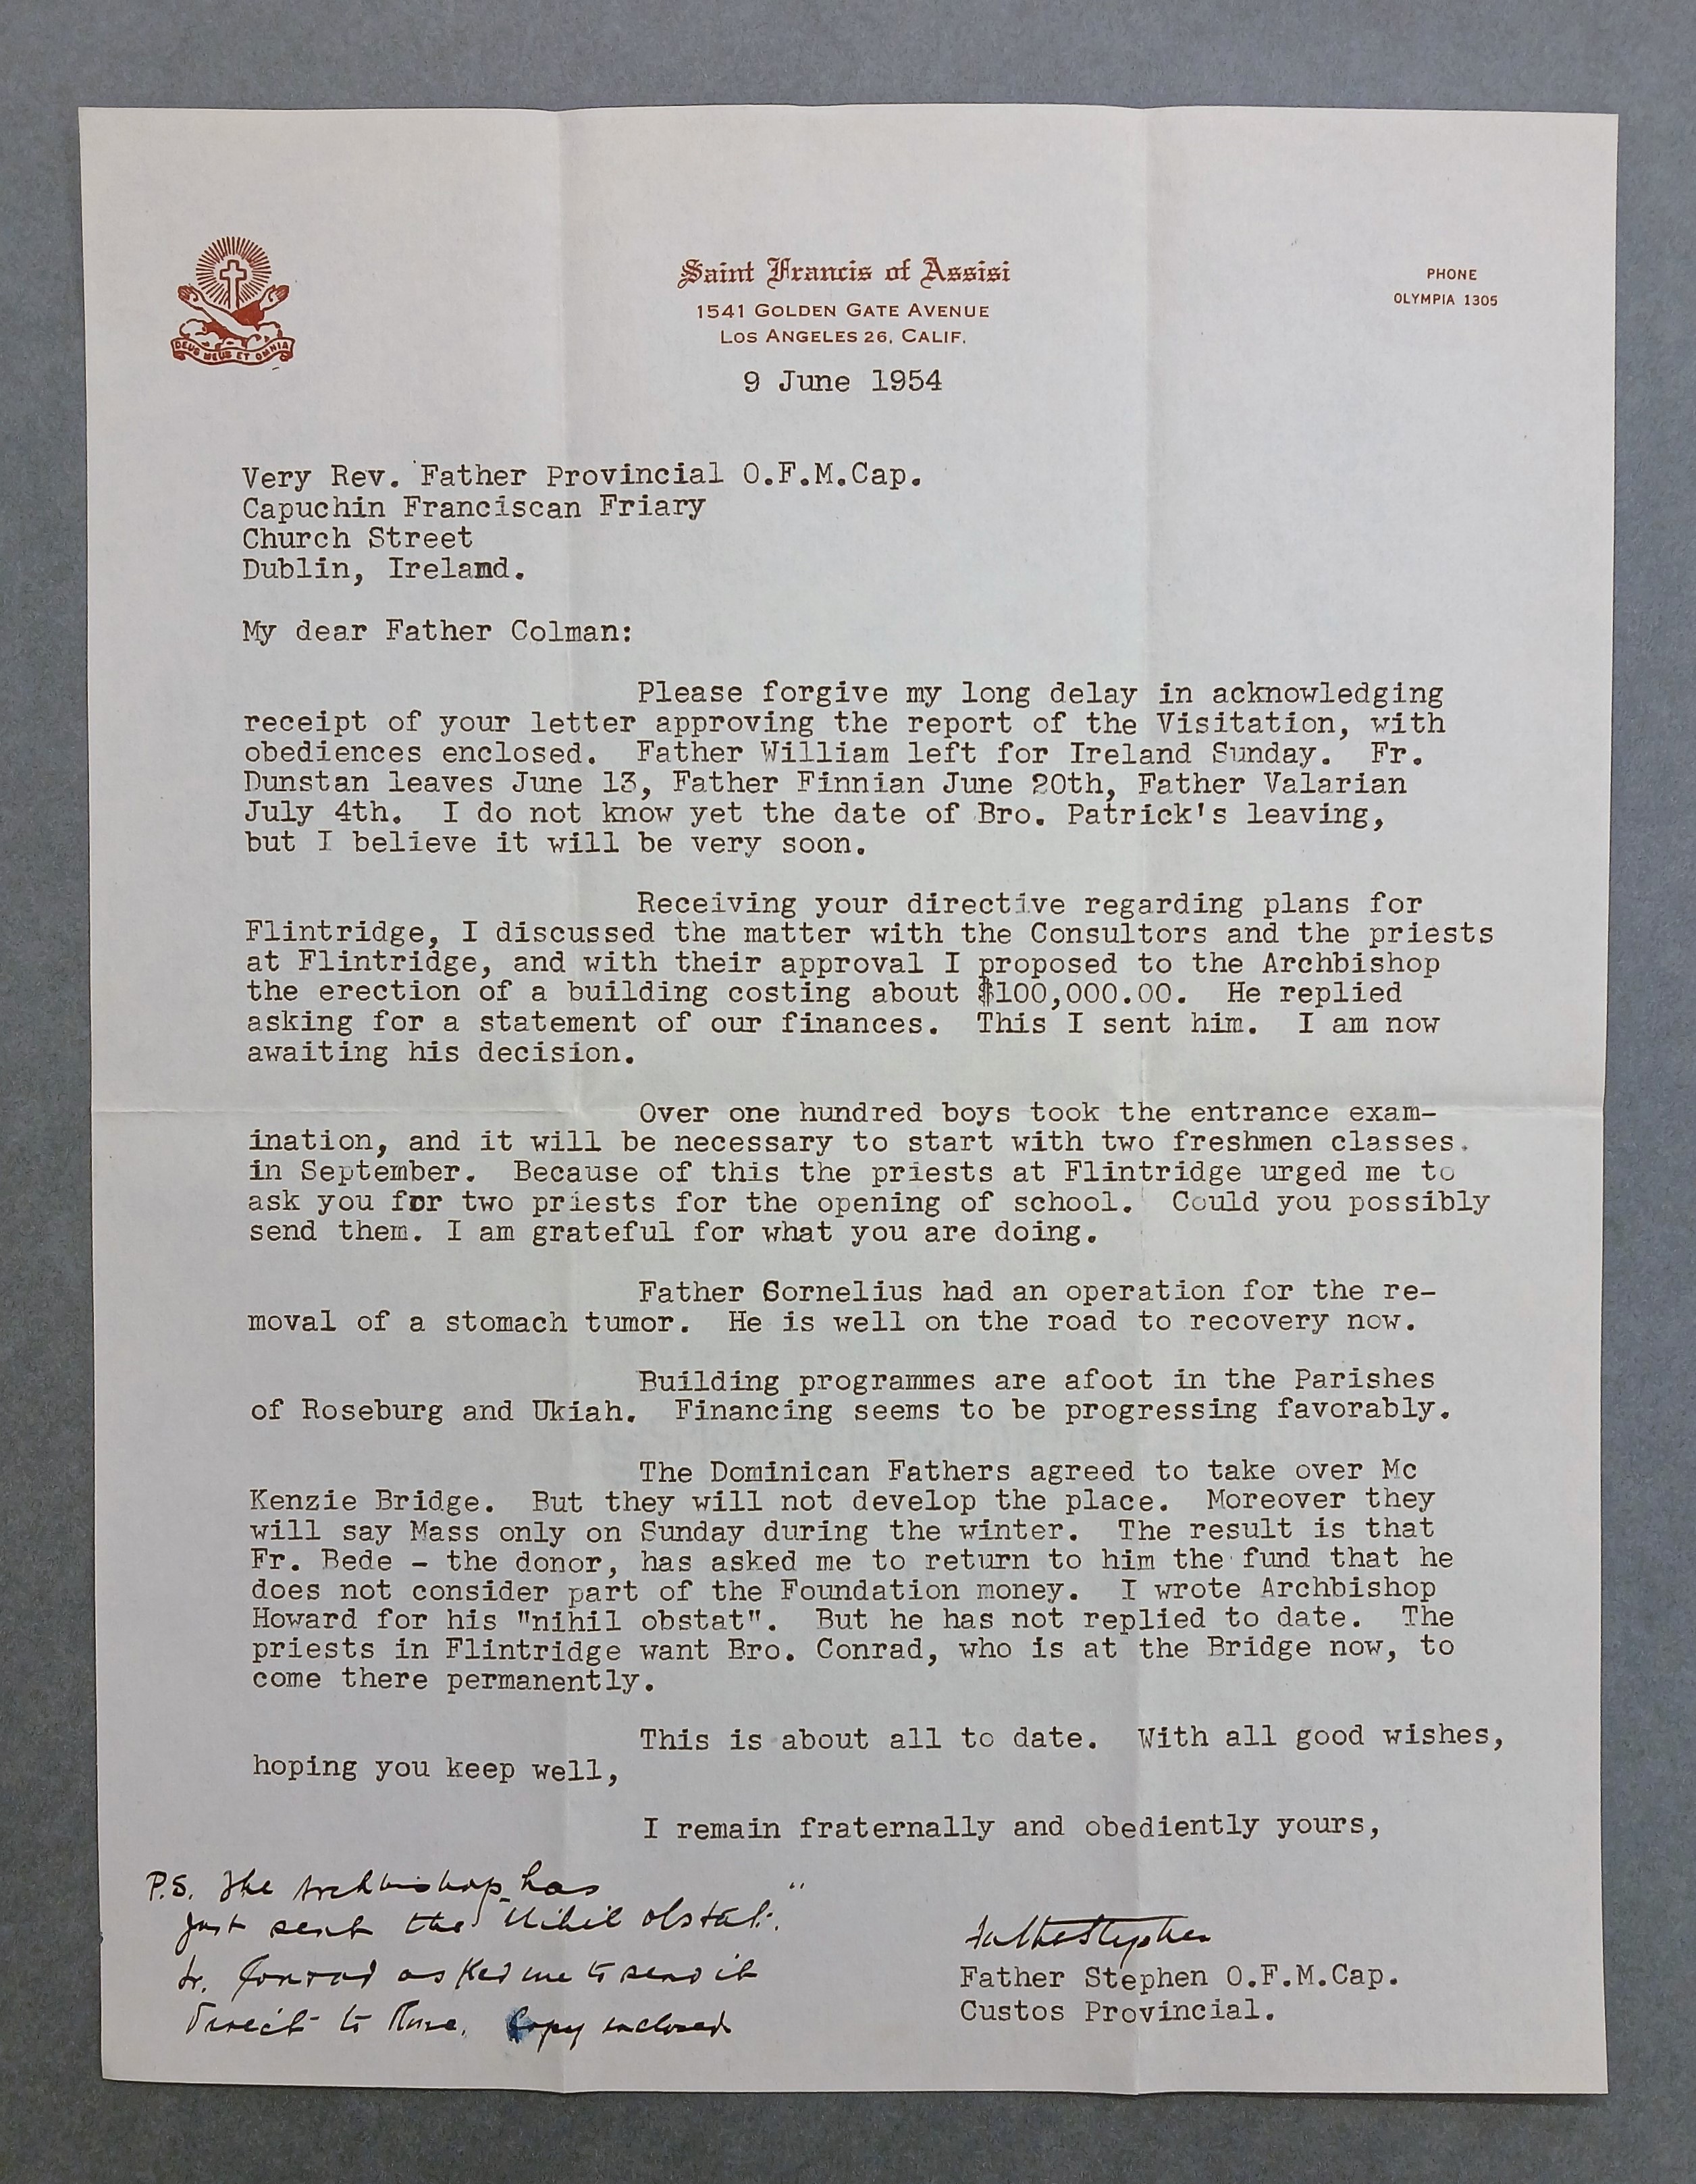 DEUS MEUS ET OMNIA
Saint Francis of Assisi
1541 GOLDEN GATE AVENUE
LOS ANGELES 26, CALIF.
PHONE
OLYMPIA 1305
9 June 1954
Very Rev. Father Provincial O.F.M.Cap.
Capuchin Franciscan Friary
Church Street
Dublin, Ireland.
My dear Father Colman:
Please forgive my long delay in acknowledging
receipt of your letter approving the report of the Visitation, with
obediences enclosed. Father William left for Ireland Sunday. Fr.
Dunstan leaves June 13, Father Finnian June 20th, Father Valarian
July 4th. I do not know yet the date of Bro. Patrick's leaving,
but I believe it will be very soon.
Receiving your directive regarding plans for
Flintridge, I discussed the matter with the Consultors and the priests
at Flintridge, and with their approval I proposed to the Archbishop
the erection of a building costing about $100,000.00. He replied
asking for a statement of our finances. This I sent him. I am now
awaiting his decision.
Over one hundred boys took the entrance exam-
ination, and it will be necessary to start with two freshmen classes.
in September. Because of this the priests at Flintridge urged me to
ask you for two priests for the opening of school. Could you possibly
send them. I am grateful for what you are doing.
Father Cornelius had an operation for the re-
moval of a stomach tumor. He is well on the road to recovery now.
Building programmes are afoot in the Parishes
of Roseburg and Ukiah. Financing seems to be progressing favorably.
The Dominican Fathers agreed to take over Mc
Kenzie Bridge. But they will not develop the place. Moreover they
will say Mass only on Sunday during the winter. The result is that
Fr. Bede - the donor, has asked me to return to him the fund that he
does not consider part of the Foundation money. I wrote Archbishop
Howard for his "nihil obstat". But he has not replied to date. The
priests in Flintridge want Bro. Conrad, who is at the Bridge now, to
come there permanently.
This is about all to date. With all good wishes,
hoping you keep well,
I remain fraternally and obediently yours,
P.S. The Archbishop has
just sent the "Nihil obstat".
Fr. Conrad asked me to send it
direct to Rome. Copy enclosed
Father Stephen
Father Stephen O.F.M.Cap.
Custos Provincial.